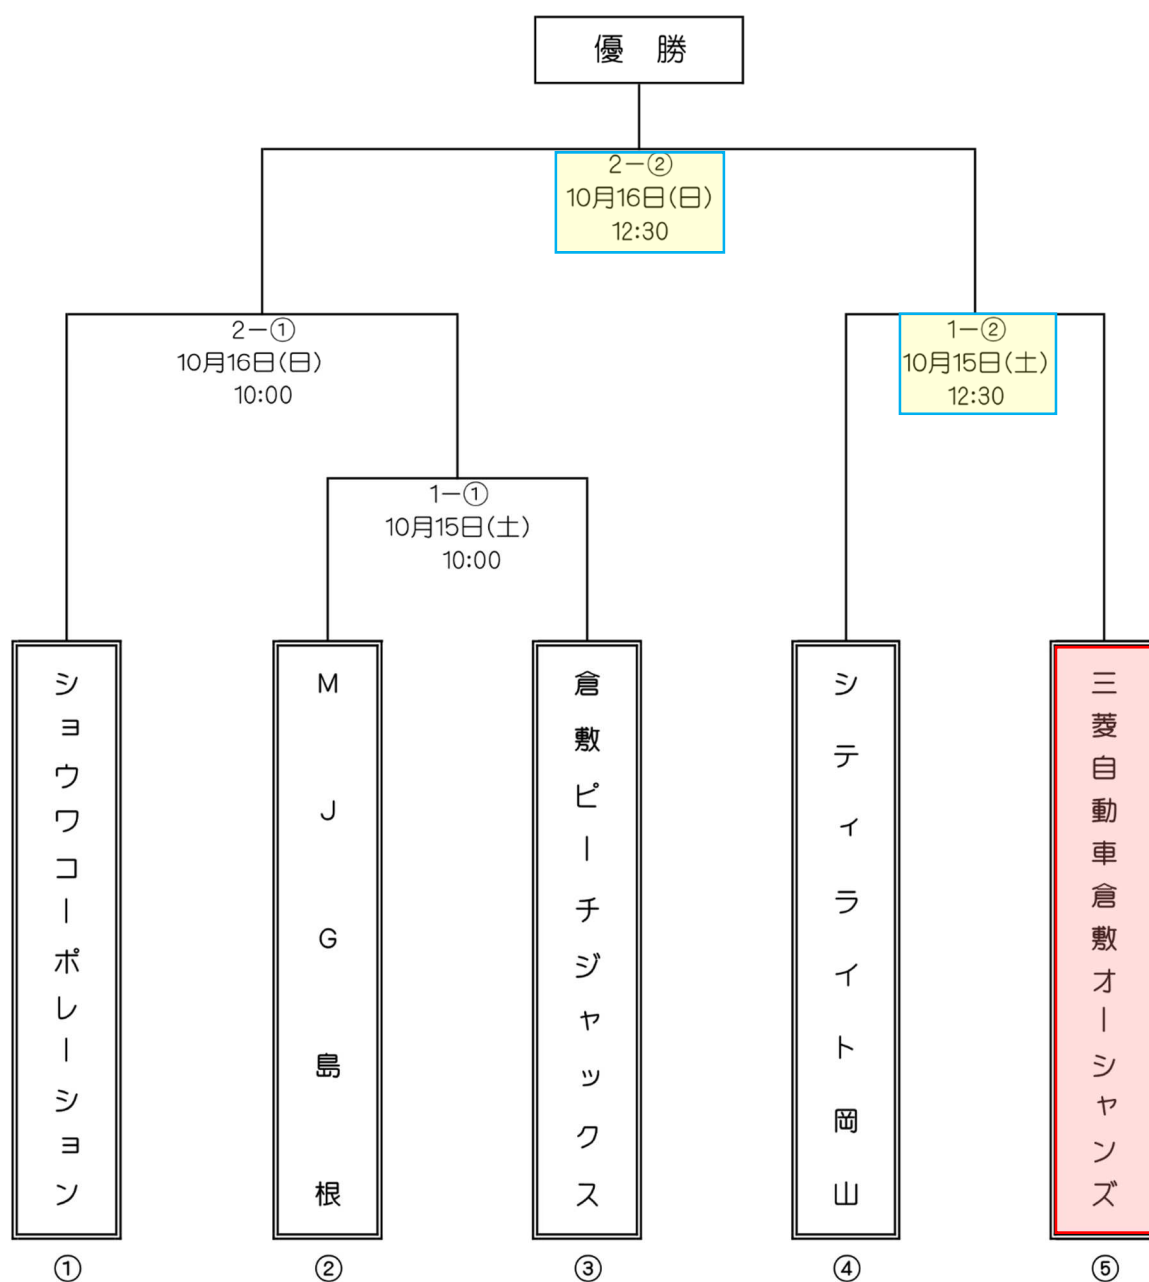 優 勝
2－②
10月16日(日)
12:30
2－①
10月16日(日)
10:00
1－②
10月15日(土)
12:30
1－①
10月15日(土)
10:00
ショウワコーポレーション
MJG島根
倉敷ピーチジャックス
シティライト岡山
三菱自動車倉敷オーシャンズ
①
②
③
④
⑤